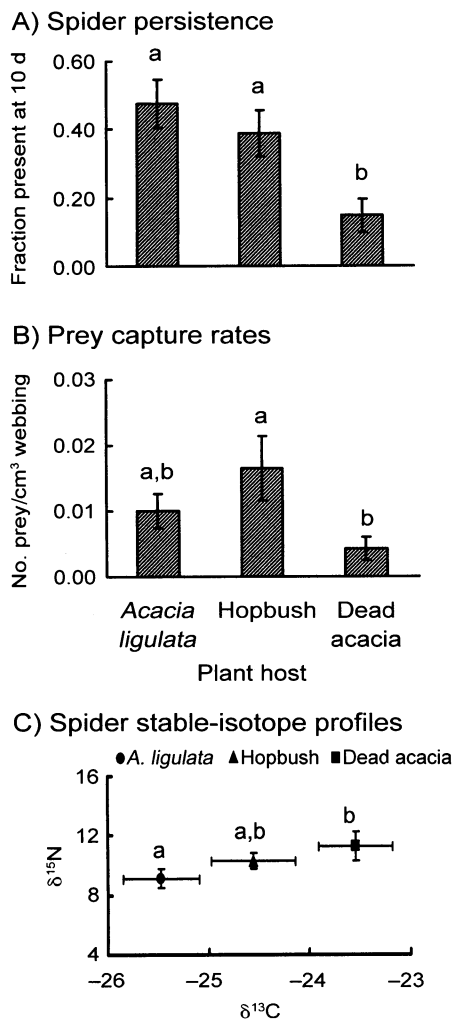 A) Spider persistence
Fraction present at 10 d
0.60
0.40
0.20
0.00
a
a
b
B) Prey capture rates
No. prey/cm³ webbing
0.03
0.02
0.01
0.00
a,b
a
b
Acacia ligulata
Hopbush
Dead acacia
Plant host
C) Spider stable-isotope profiles
A. ligulata Hopbush Dead acacia
δ¹⁵N
16
12
8
4
a
a,b
b
–26 –25 –24 –23
δ¹³C